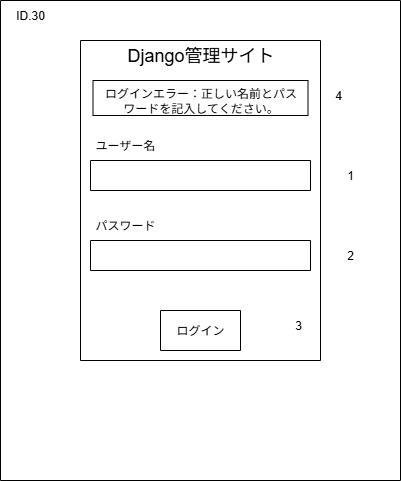 ID.30
Django管理サイト
ログインエラー：正しい名前とパス
ワードを記入してください。
4
ユーザー名
1
パスワード
2
ログイン
3